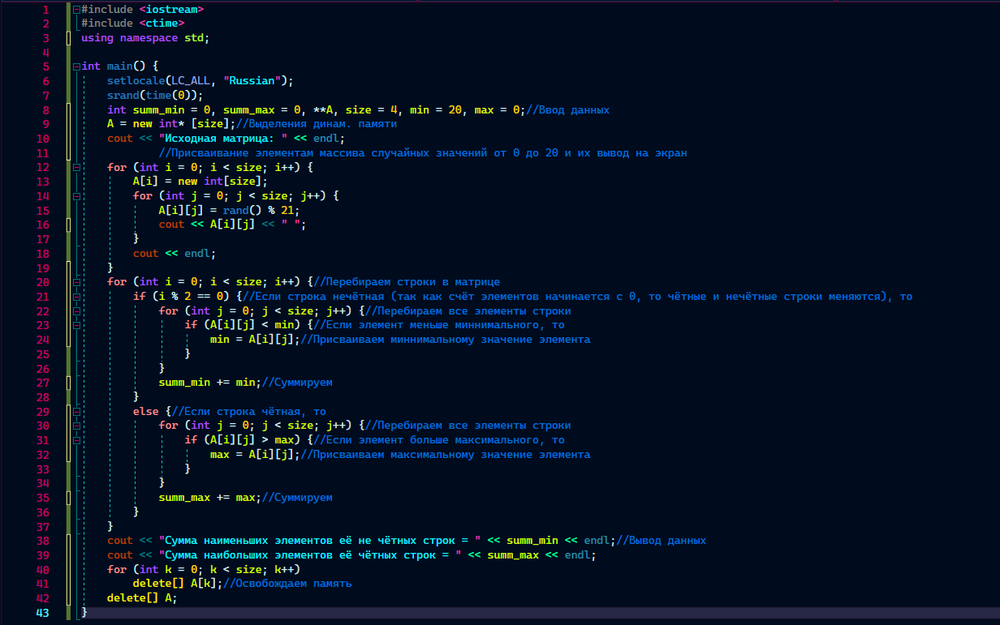 1 #include <iostream>
2 #include <ctime>
3 using namespace std;
4
5 int main() {
6 setlocale(LC_ALL, "Russian");
7 srand(time(0));
8 int summ_min = 0, summ_max = 0, **A, size = 4, min = 20, max = 0;//Ввод данных
9 A = new int* [size];//Выделения динам. памяти
10 cout << "Исходная матрица: " << endl;
11 //Присваивание элементам массива случайных значений от 0 до 20 и их вывод на экран
12 for (int i = 0; i < size; i++) {
13 A[i] = new int[size];
14 for (int j = 0; j < size; j++) {
15 A[i][j] = rand() % 21;
16 cout << A[i][j] << " ";
17 }
18 cout << endl;
19 }
20 for (int i = 0; i < size; i++) {//Перебираем строки в матрице
21 if (i % 2 == 0) {//Если строка нечётная (так как счёт элементов начинается с 0, то чётные и нечётные строки меняются), то
22 for (int j = 0; j < size; j++) {//Перебираем все элементы строки
23 if (A[i][j] < min) {//Если элемент меньше миннимального, то
24 min = A[i][j];//Присваиваем миннимальному значение элемента
25 }
26 }
27 summ_min += min;//Суммируем
28 }
29 else {//Если строка чётная, то
30 for (int j = 0; j < size; j++) {//Перебираем все элементы строки
31 if (A[i][j] > max) {//Если элемент больше максимального, то
32 max = A[i][j];//Присваиваем максимальному значение элемента
33 }
34 }
35 summ_max += max;//Суммируем
36 }
37 }
38 cout << "Сумма наименьших элементов её не чётных строк = " << summ_min << endl;//Вывод данных
39 cout << "Сумма наибольших элементов её чётных строк = " << summ_max << endl;
40 for (int k = 0; k < size; k++)
41 delete[] A[k];//Освобождаем память
42 delete[] A;
43 }